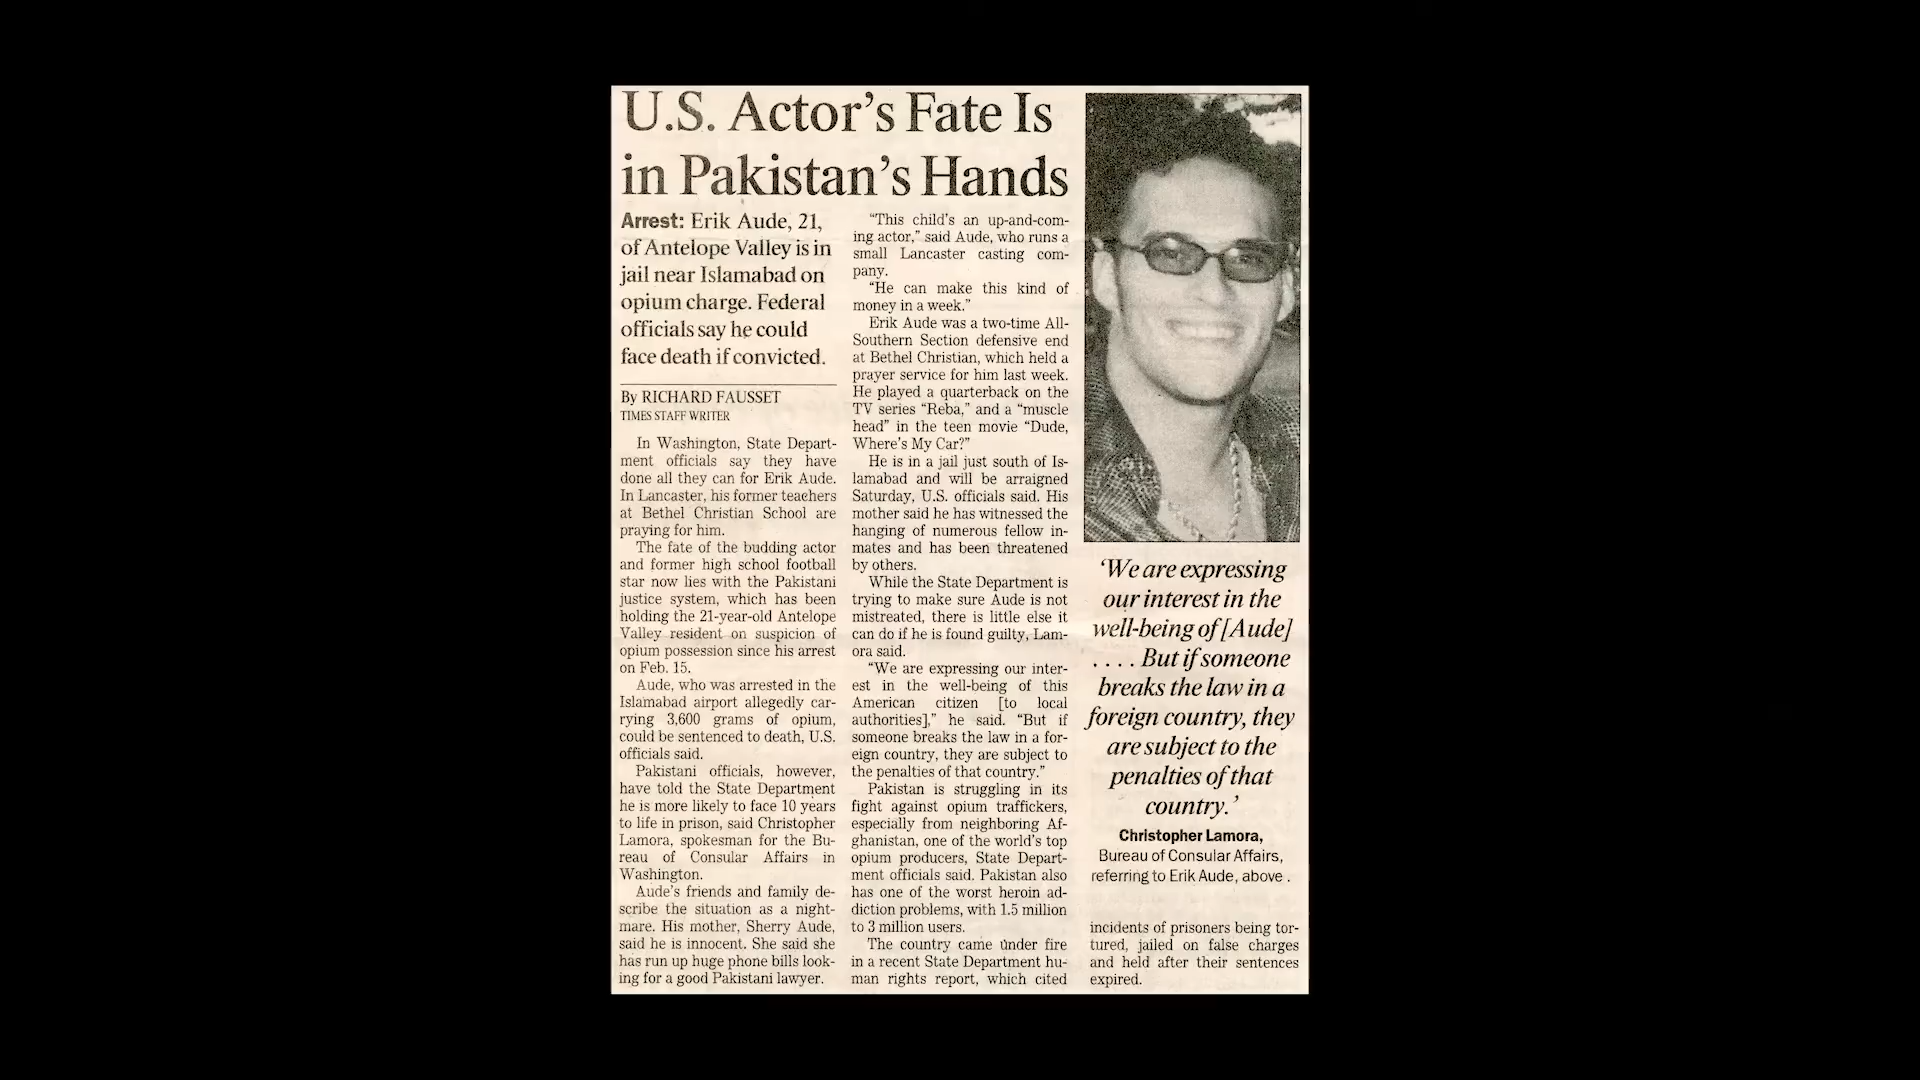 U.S. Actor's Fate Is
in Pakistan's Hands
Arrest: Erik Aude, 21,
of Antelope Valley is in
jail near Islamabad on
opium charge. Federal
officials say he could
face death if convicted.
By RICHARD FAUSSET
TIMES STAFF WRITER
In Washington, State Depart-
ment officials say they have
done all they can for Erik Aude.
In Lancaster, his former teachers
at Bethel Christian School are
praying for him.
The fate of the budding actor
and former high school football
star now lies with the Pakistani
justice system, which has been
holding the 21-year-old Antelope
Valley resident on suspicion of
opium possession since his arrest
on Feb. 15.
Aude, who was arrested in the
Islamabad airport allegedly car-
rying 3,600 grams of opium,
could be sentenced to death, U.S.
officials said.
Pakistani officials, however,
have told the State Department
he is more likely to face 10 years
to life in prison, said Christopher
Lamora, spokesman for the Bu-
reau of Consular Affairs in
Washington.
Aude's friends and family de-
scribe the situation as a night-
mare. His mother, Sherry Aude,
said he is innocent. She said she
has run up huge phone bills look-
ing for a good Pakistani lawyer.
"This child's an up-and-com-
ing actor," said Aude, who runs a
small Lancaster casting com-
pany.
"He can make this kind of
money in a week."
Erik Aude was a two-time All-
Southern Section defensive end
at Bethel Christian, which held a
prayer service for him last week.
He played a quarterback on the
TV series "Reba," and a "muscle
head" in the teen movie "Dude,
Where's My Car?"
He is in a jail just south of Is-
lamabad and will be arraigned
Saturday, U.S. officials said. His
mother said he has witnessed the
hanging of numerous fellow in-
mates and has been threatened
by others.
While the State Department is
trying to make sure Aude is not
mistreated, there is little else it
can do if he is found guilty, Lam-
ora said.
"We are expressing our inter-
est in the well-being of this
American citizen [to local
authorities]," he said. "But if
someone breaks the law in a for-
eign country, they are subject to
the penalties of that country."
Pakistan is struggling in its
fight against opium traffickers,
especially from neighboring Af-
ghanistan, one of the world's top
opium producers, State Depart-
ment officials said. Pakistan also
has one of the worst heroin ad-
diction problems, with 1.5 million
to 3 million users.
The country came under fire
in a recent State Department hu-
man rights report, which cited
'We are expressing
our interest in the
well-being of [Aude]
. . . . But if someone
breaks the law in a
foreign country, they
are subject to the
penalties of that
country.'
Christopher Lamora,
Bureau of Consular Affairs,
referring to Erik Aude, above .
incidents of prisoners being tor-
tured, jailed on false charges
and held after their sentences
expired.